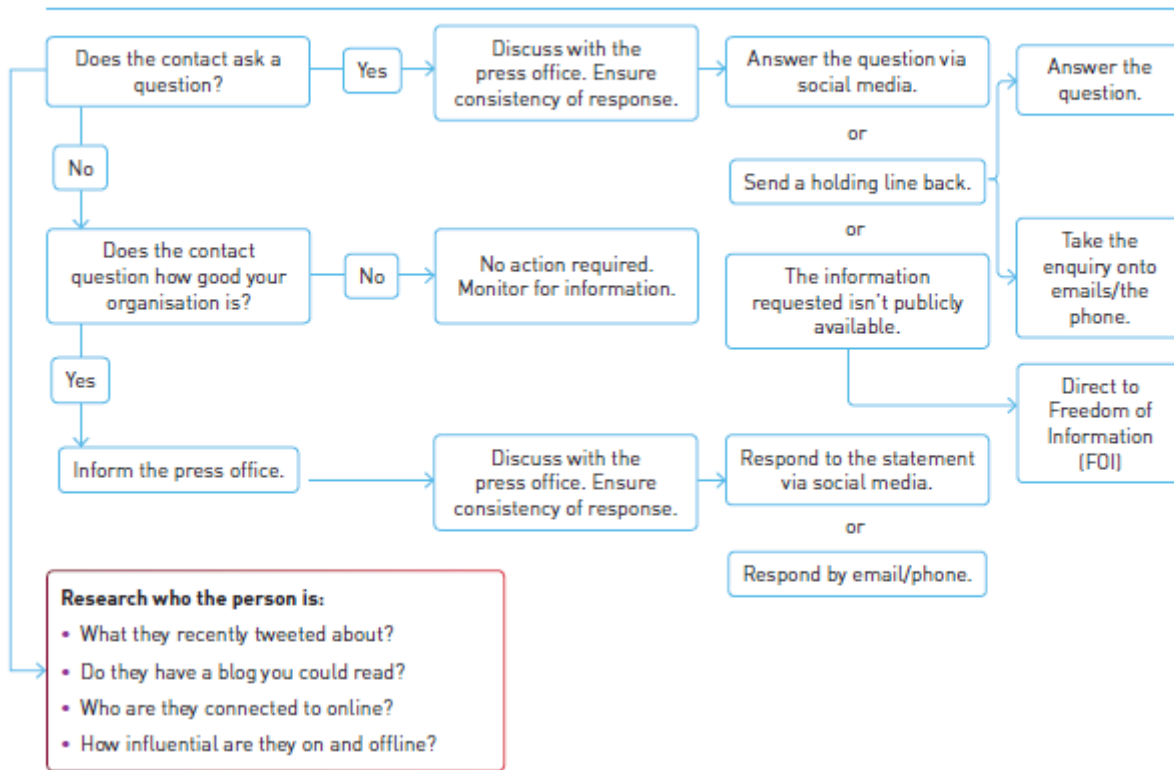 Does the contact ask a
question?
Yes
Discuss with the
press office. Ensure
consistency of response.
Answer the question via
social media.
or
Send a holding line back.
or
The information
requested isn't publicly
available.
Answer the
question.
Take the
enquiry onto
emails/the
phone.
Direct to
Freedom of
Information
(FOI)
No
Does the contact
question how good your
organisation is?
No
No action required.
Monitor for information.
Yes
Inform the press office.
Discuss with the
press office. Ensure
consistency of response.
Respond to the statement
via social media.
or
Respond by email/phone.
Research who the person is:
• What they recently tweeted about?
• Do they have a blog you could read?
• Who are they connected to online?
• How influential are they on and offline?